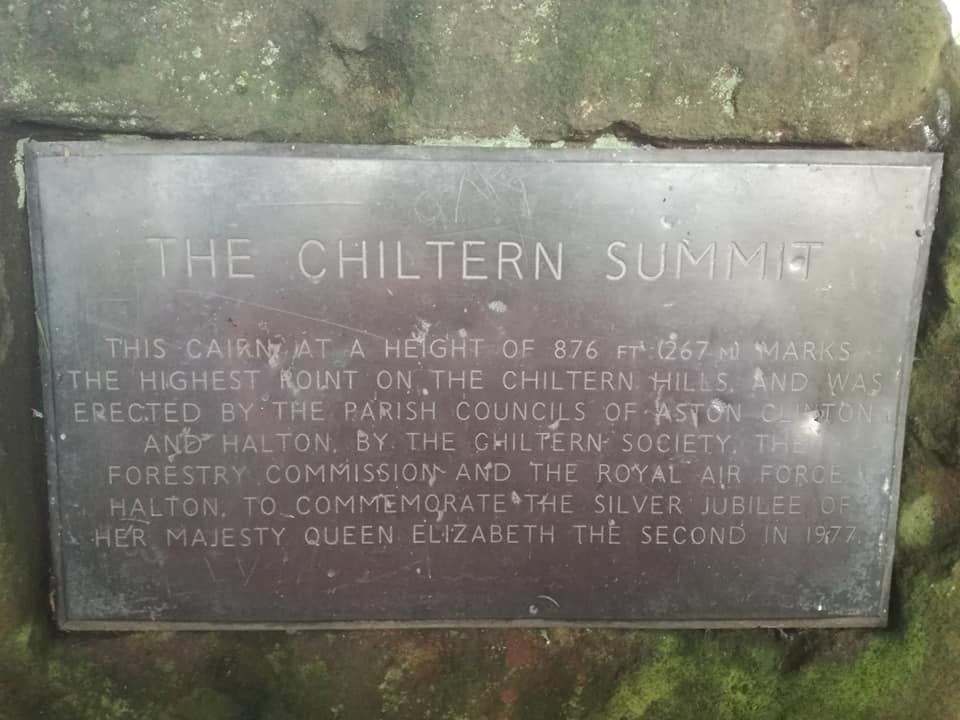 THE CHILTERN SUMMIT
THIS CAIRN, AT A HEIGHT OF 876 FT (267 M) MARKS
THE HIGHEST POINT ON THE CHILTERN HILLS, AND WAS
ERECTED BY THE PARISH COUNCILS OF ASTON CLINTON
AND HALTON, BY THE CHILTERN SOCIETY, THE
FORESTRY COMMISSION AND THE ROYAL AIR FORCE
HALTON, TO COMMEMORATE THE SILVER JUBILEE OF
HER MAJESTY QUEEN ELIZABETH THE SECOND IN 1977.